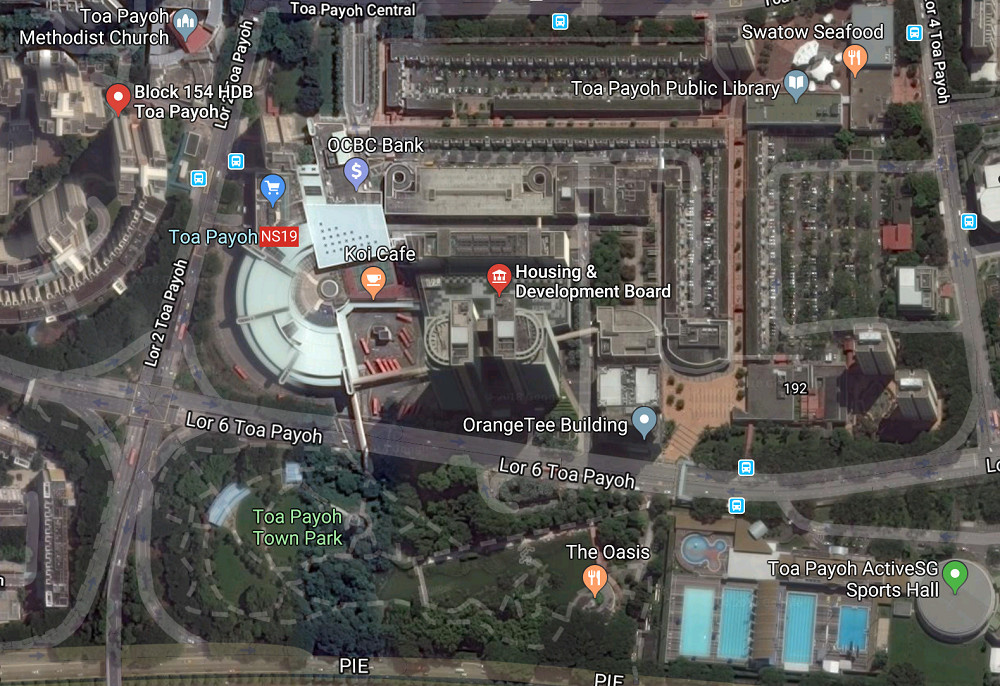 Toa Payoh Central
Toa Payoh
Methodist Church
Swatow Seafood
Lor 4 Toa Payoh
Toa Payoh Public Library
Block 154 HDB
Toa Payoh
Lor 2 Toa Payoh
OCBC Bank
$
Toa Payoh NS19
Koi Cafe
Housing &
Development Board
Lor 2 Toa Payoh
192
Lor 6 Toa Payoh
OrangeTee Building
Lor 6 Toa Payoh
Toa Payoh
Town Park
The Oasis
Toa Payoh ActiveSG
Sports Hall
PIE
PIE